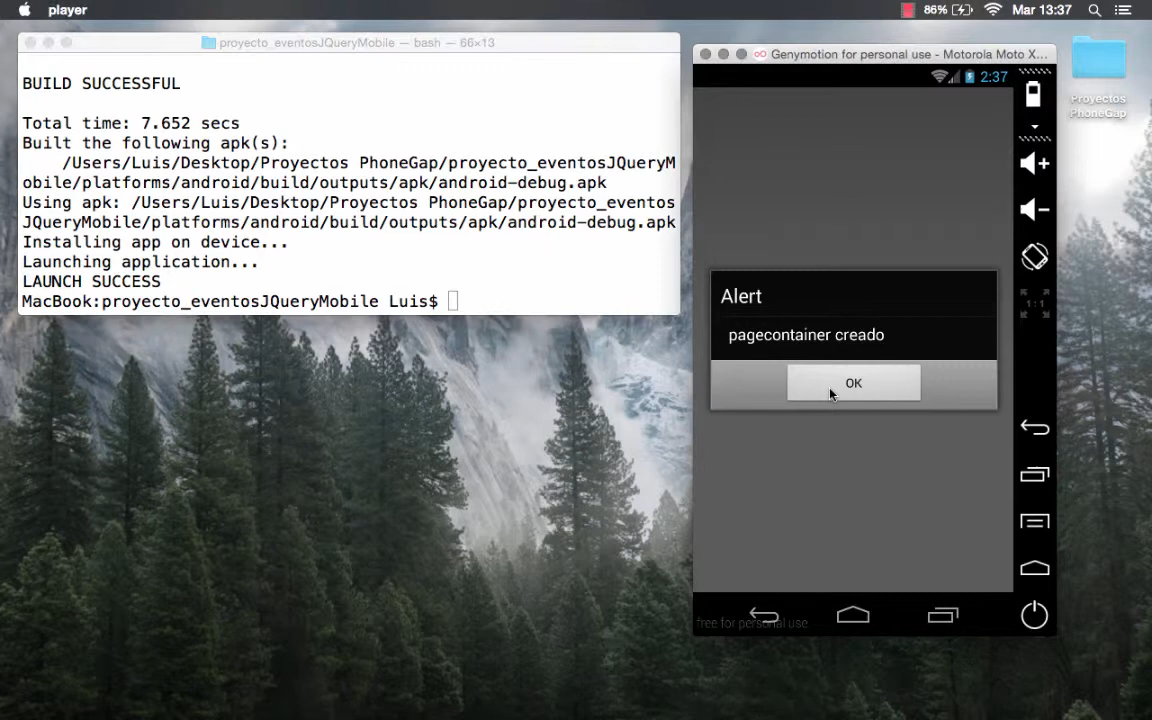 player
86%
Mar 13:37
proyecto_eventosJQueryMobile — bash — 66×13
BUILD SUCCESSFUL
Total time: 7.652 secs
Built the following apk(s):
/Users/Luis/Desktop/Proyectos PhoneGap/proyecto_eventosJQueryM
obile/platforms/android/build/outputs/apk/android-debug.apk
Using apk: /Users/Luis/Desktop/Proyectos PhoneGap/proyecto_eventos
JQueryMobile/platforms/android/build/outputs/apk/android-debug.apk
Installing app on device...
Launching application...
LAUNCH SUCCESS
MacBook:proyecto_eventosJQueryMobile Luis$
Genymotion for personal use - Motorola Moto X...
2:37
Alert
pagecontainer creado
OK
free for personal use
1:1
Proyectos
PhoneGap